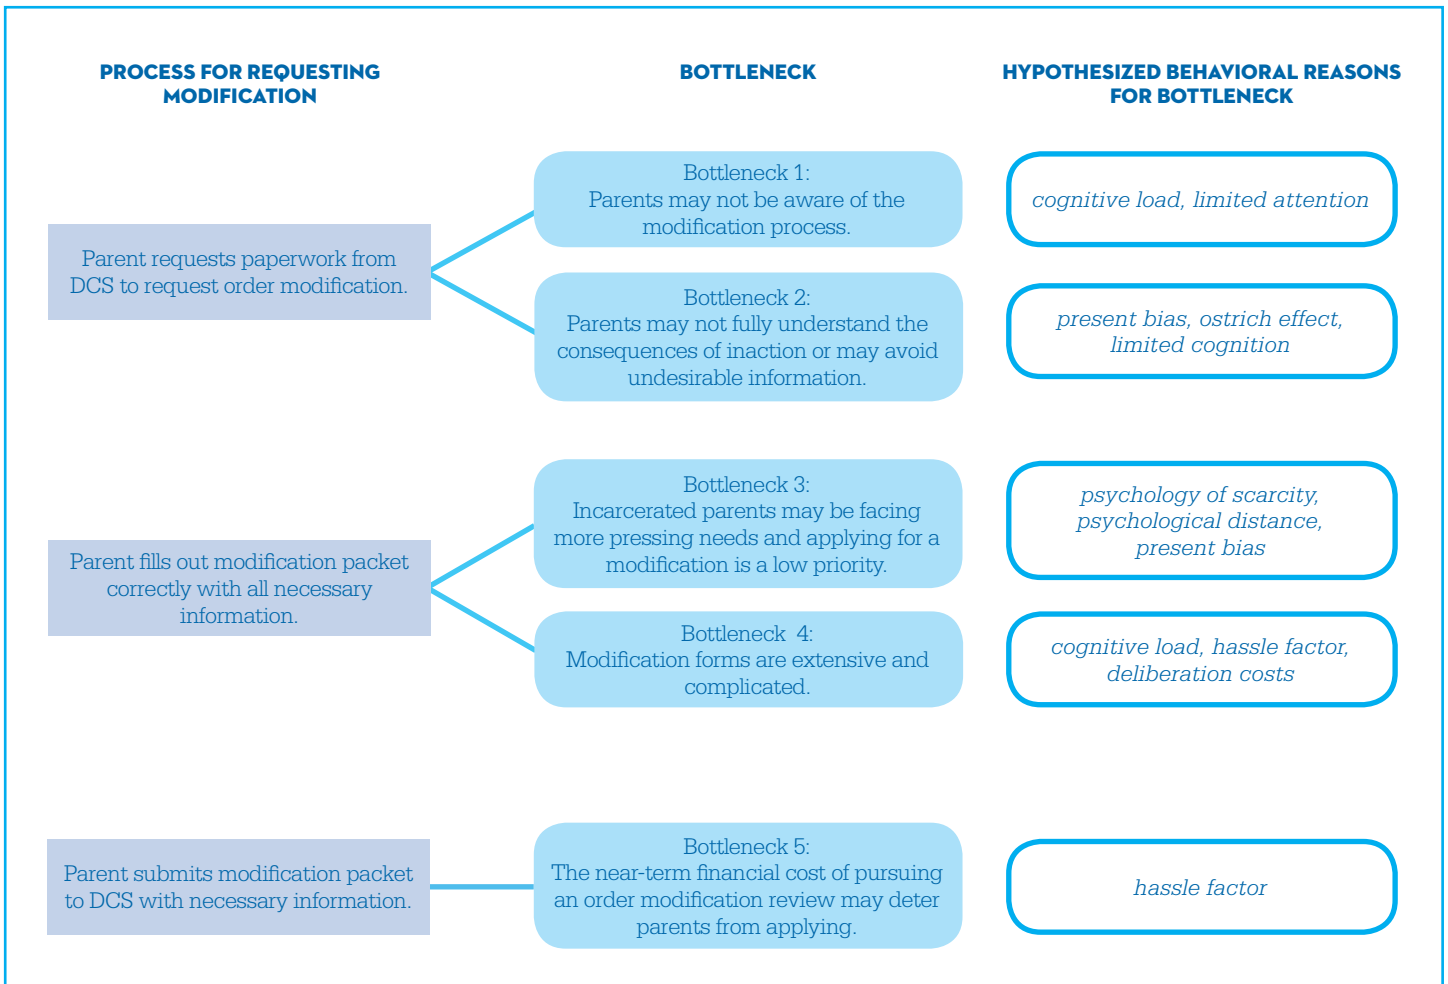 PROCESS FOR REQUESTING
MODIFICATION
BOTTLENECK
HYPOTHESIZED BEHAVIORAL REASONS
FOR BOTTLENECK
Parent requests paperwork from
DCS to request order modification.
Bottleneck 1:
Parents may not be aware of the
modification process.
cognitive load, limited attention
Bottleneck 2:
Parents may not fully understand the
consequences of inaction or may avoid
undesirable information.
present bias, ostrich effect,
limited cognition
Parent fills out modification packet
correctly with all necessary
information.
Bottleneck 3:
Incarcerated parents may be facing
more pressing needs and applying for a
modification is a low priority.
psychology of scarcity,
psychological distance,
present bias
Bottleneck 4:
Modification forms are extensive and
complicated.
cognitive load, hassle factor,
deliberation costs
Parent submits modification packet
to DCS with necessary information.
Bottleneck 5:
The near-term financial cost of pursuing
an order modification review may deter
parents from applying.
hassle factor